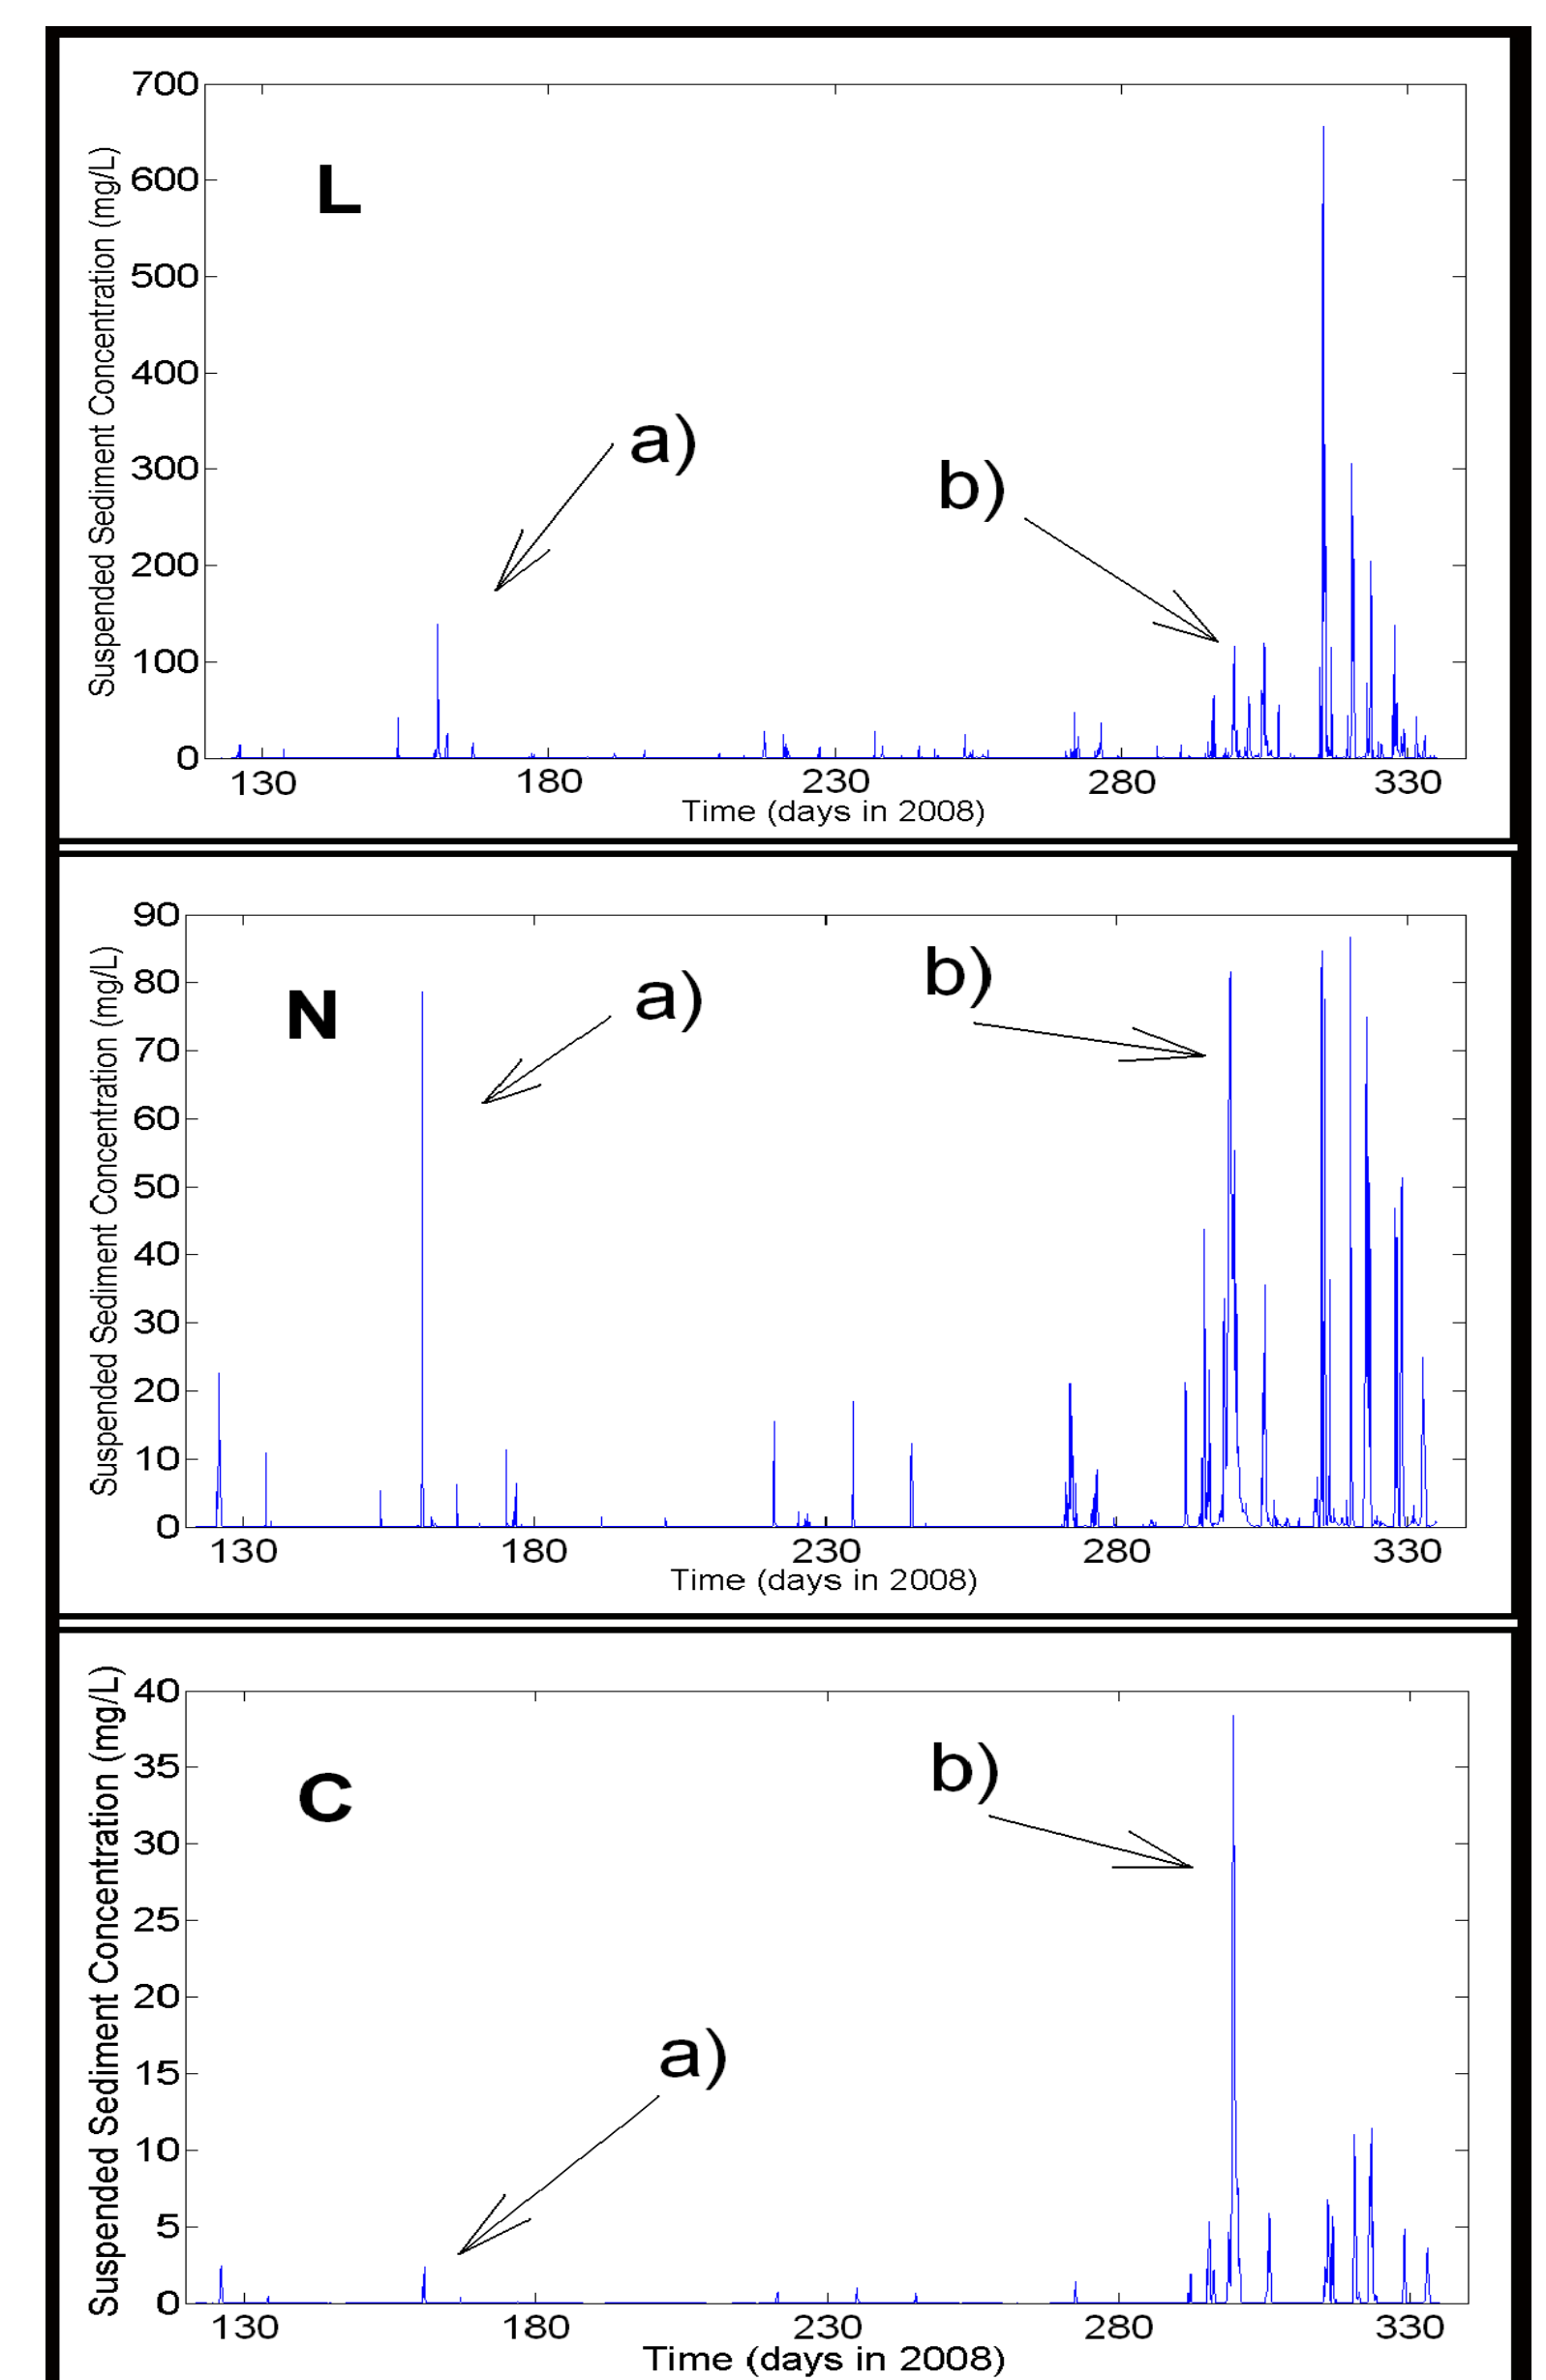 700
600
500
400
300
200
100
0
Suspended Sediment Concentration (mg/L)
L
a)
b)
130 180 230 280 330
Time (days in 2008)
90
80
70
60
50
40
30
20
10
0
Suspended Sediment Concentration (mg/L)
N
a)
b)
130 180 230 280 330
Time (days in 2008)
40
35
30
25
20
15
10
5
0
Suspended Sediment Concentration (mg/L)
C
b)
a)
130 180 230 280 330
Time (days in 2008)